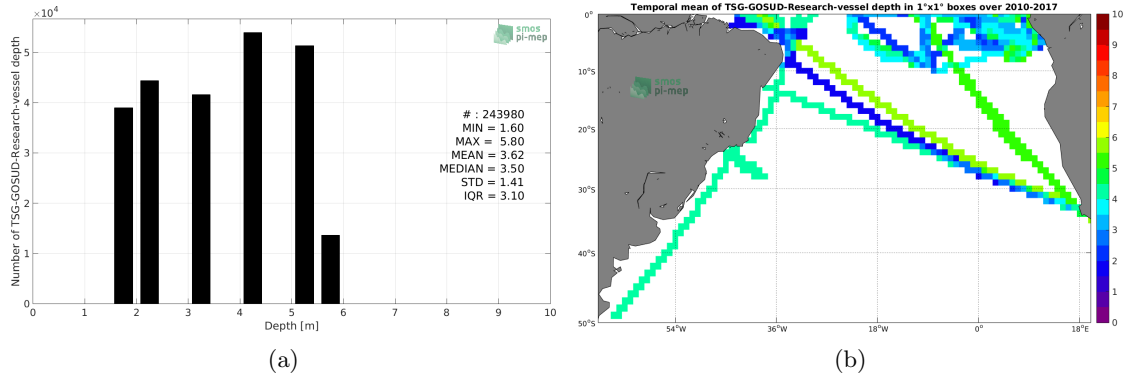 ×10⁴
Number of TSG-GOSUD-Research-vessel depth
5
4
3
2
1
0
smos
pi-mep
# : 243980
MIN = 1.60
MAX = 5.80
MEAN = 3.62
MEDIAN = 3.50
STD = 1.41
IQR = 3.10
0 1 2 3 4 5 6 7 8 9 10
Depth [m]
(a)
Temporal mean of TSG-GOSUD-Research-vessel depth in 1°x1° boxes over 2010-2017
0°
10°S
20°S
30°S
40°S
50°S
smos
pi-mep
54°W 36°W 18°W 0° 18°E
10
9
8
7
6
5
4
3
2
1
0
(b)